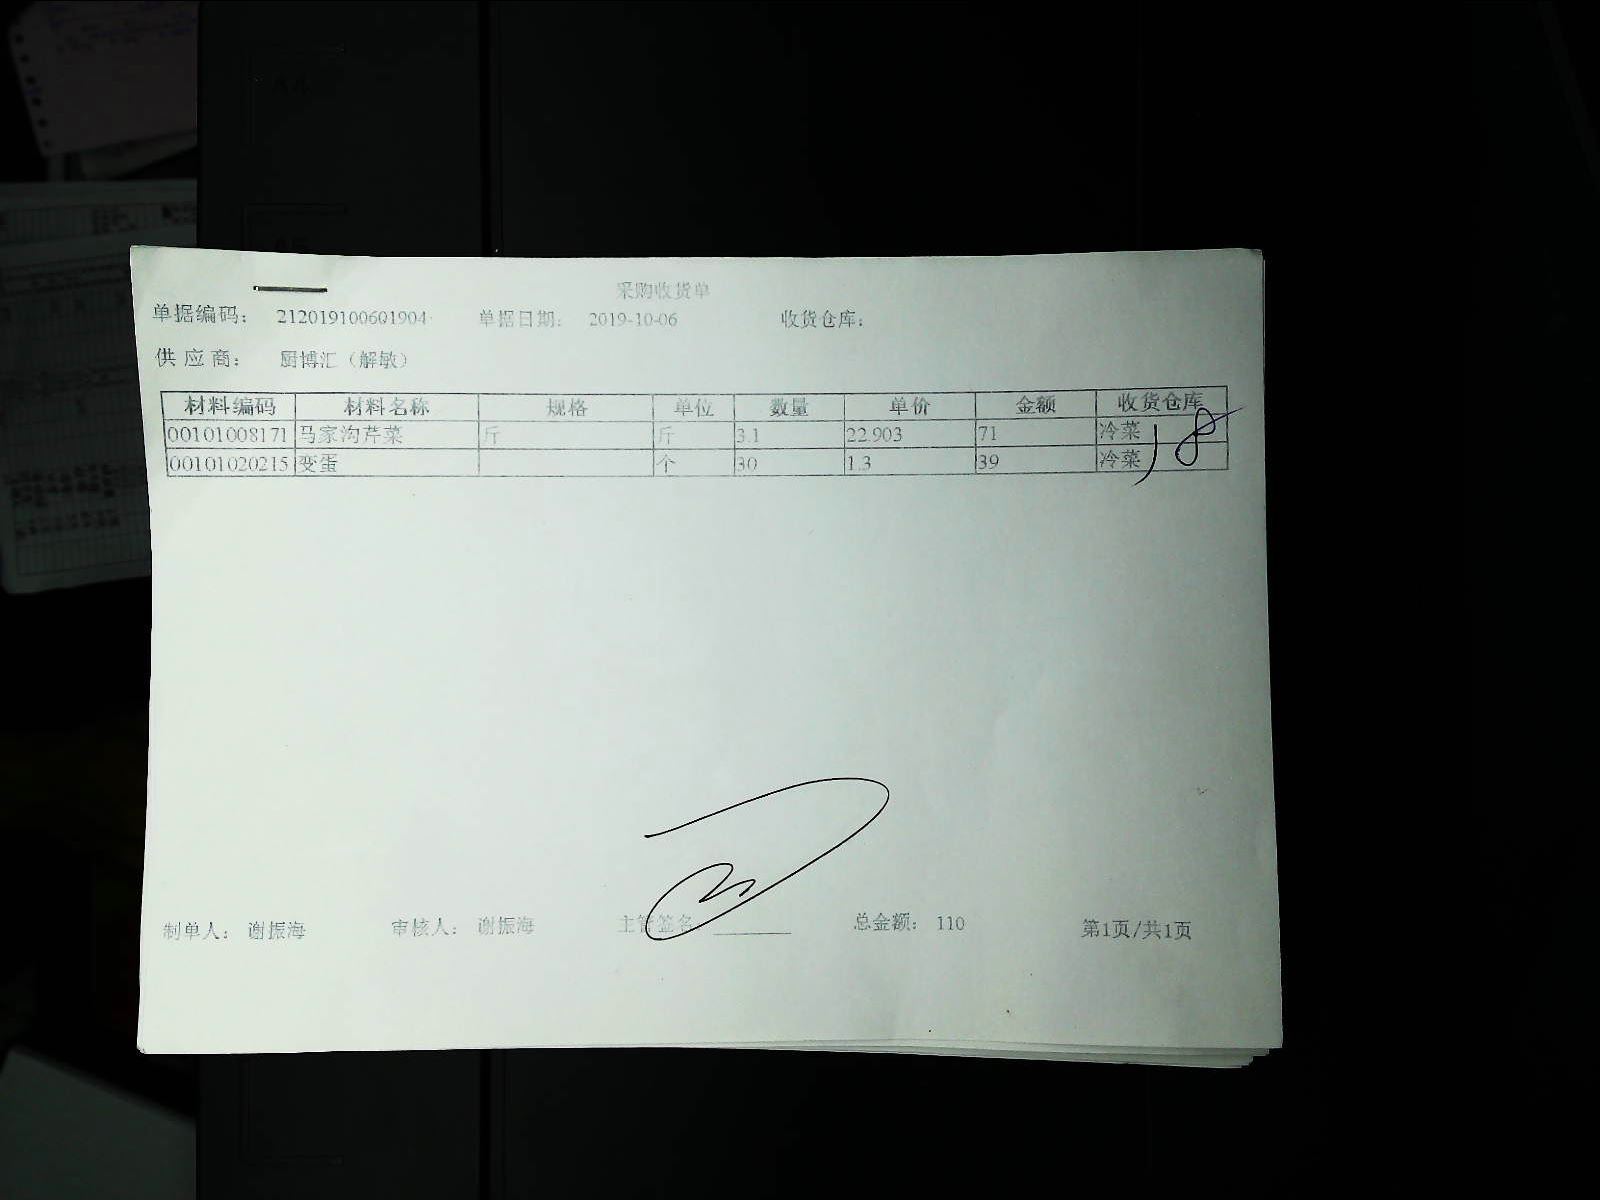 采购收货单
单据编码： 212019100601904 单据日期： 2019-10-06 收货仓库：
供 应 商： 厨博汇（解敏）
材料编码 材料名称 规格 单位 数量 单价 金额 收货仓库
00101008171 马家沟芹菜 斤 斤 3.1 22.903 71 冷菜
00101020215 变蛋 个 30 1.3 39 冷菜
18
制单人： 谢振海 审核人： 谢振海 主管签名： 总金额： 110 第1页/共1页